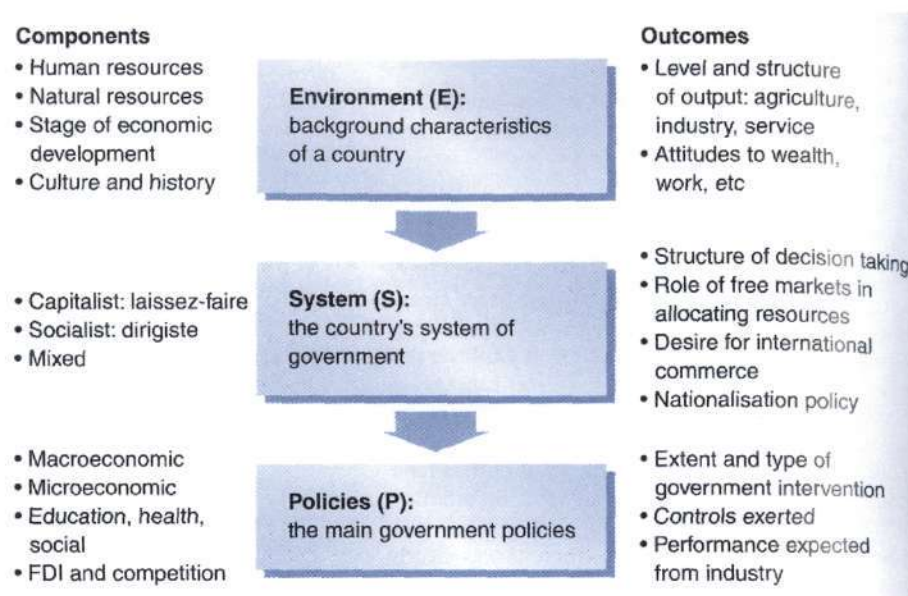 Components
• Human resources
• Natural resources
• Stage of economic
development
• Culture and history
Environment (E):
background characteristics
of a country
Outcomes
• Level and structure
of output: agriculture,
industry, service
• Attitudes to wealth,
work, etc
• Capitalist: laissez-faire
• Socialist: dirigiste
• Mixed
System (S):
the country's system of
government
• Structure of decision taking
• Role of free markets in
allocating resources
• Desire for international
commerce
• Nationalisation policy
• Macroeconomic
• Microeconomic
• Education, health,
social
• FDI and competition
Policies (P):
the main government policies
• Extent and type of
government intervention
• Controls exerted
• Performance expected
from industry